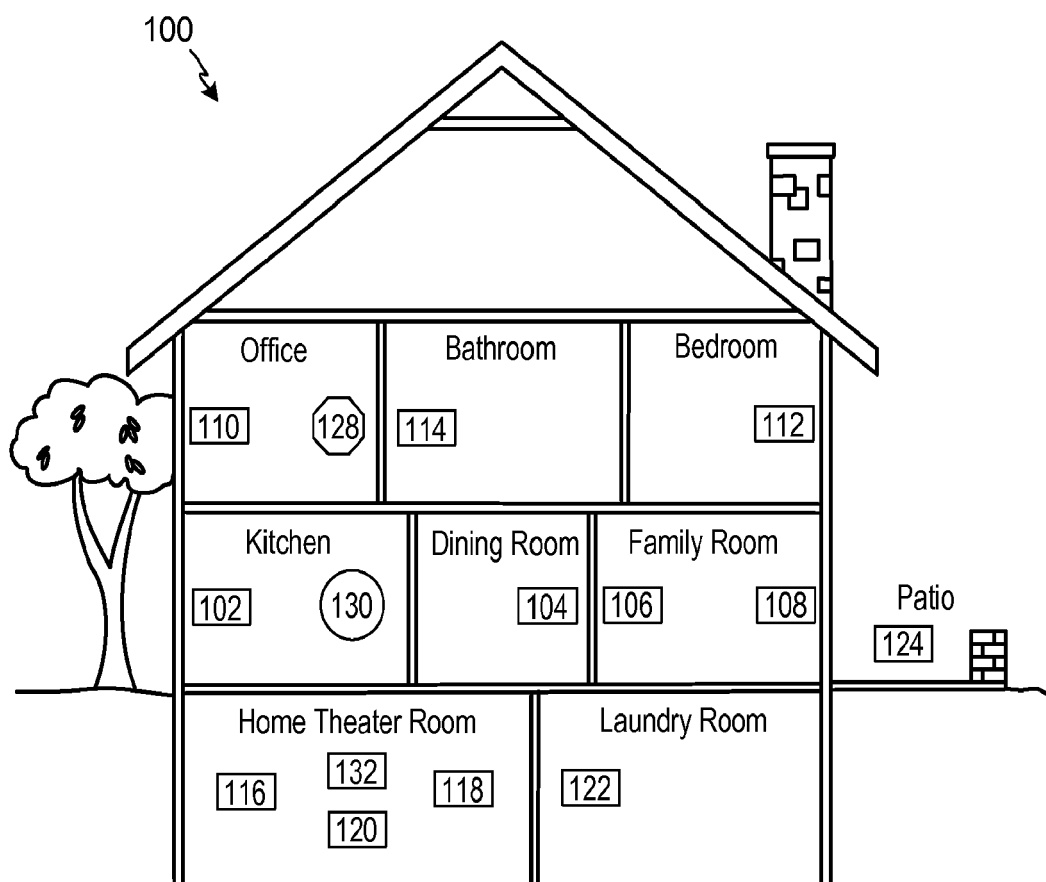 100
Office
Bathroom
Bedroom
110
128
114
112
Kitchen
Dining Room
Family Room
102
130
104
106
108
Patio
124
Home Theater Room
Laundry Room
116
132
118
120
122